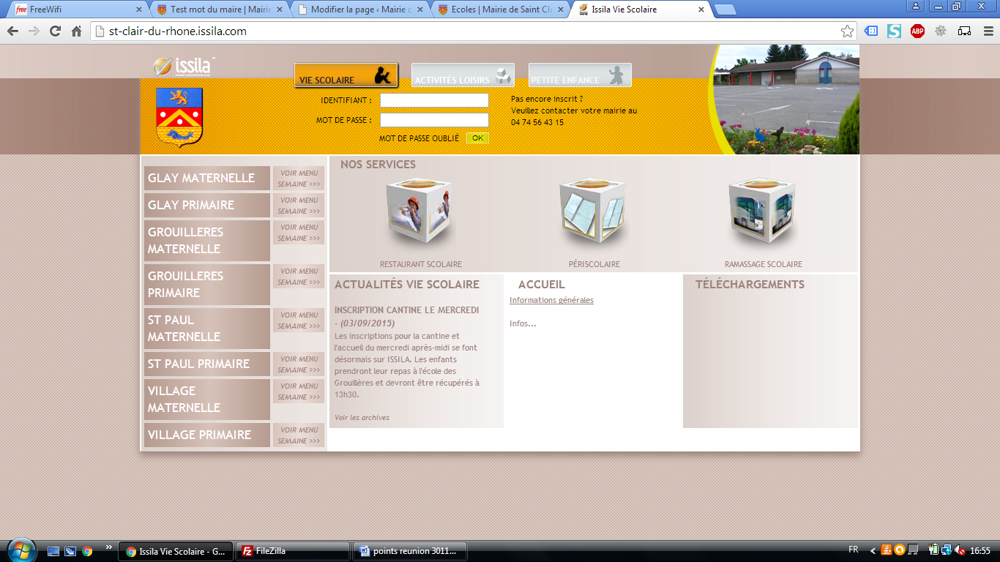 FreeWifi
Test mot du maire | Mairie
Modifier la page ‹ Mairie d
Ecoles | Mairie de Saint Cla
Issila Vie Scolaire
st-clair-du-rhone.issila.com
ABP
issila
VIE SCOLAIRE
ACTIVITÉS LOISIRS
PETITE ENFANCE
IDENTIFIANT :
MOT DE PASSE :
MOT DE PASSE OUBLIÉ
OK
Pas encore inscrit ?
Veuillez contacter votre mairie au
04 74 56 43 15
GLAY MATERNELLE
VOIR MENU
SEMAINE >>>
GLAY PRIMAIRE
VOIR MENU
SEMAINE >>>
GROUILLERES
MATERNELLE
VOIR MENU
SEMAINE >>>
GROUILLERES
PRIMAIRE
VOIR MENU
SEMAINE >>>
ST PAUL
MATERNELLE
VOIR MENU
SEMAINE >>>
ST PAUL PRIMAIRE
VOIR MENU
SEMAINE >>>
VILLAGE
MATERNELLE
VOIR MENU
SEMAINE >>>
VILLAGE PRIMAIRE
VOIR MENU
SEMAINE >>>
NOS SERVICES
RESTAURANT SCOLAIRE
PÉRISCOLAIRE
RAMASSAGE SCOLAIRE
ACTUALITÉS VIE SCOLAIRE
INSCRIPTION CANTINE LE MERCREDI
- (03/09/2015)
Les inscriptions pour la cantine et
l'accueil du mercredi après-midi se font
désormais sur ISSILA. Les enfants
prendront leur repas à l'école des
Grouillères et devront être récupérés à
13h30.
Voir les archives
ACCUEIL
Informations générales
Infos...
TÉLÉCHARGEMENTS
Issila Vie Scolaire - G...
FileZilla
points reunion 3011...
FR
16:55